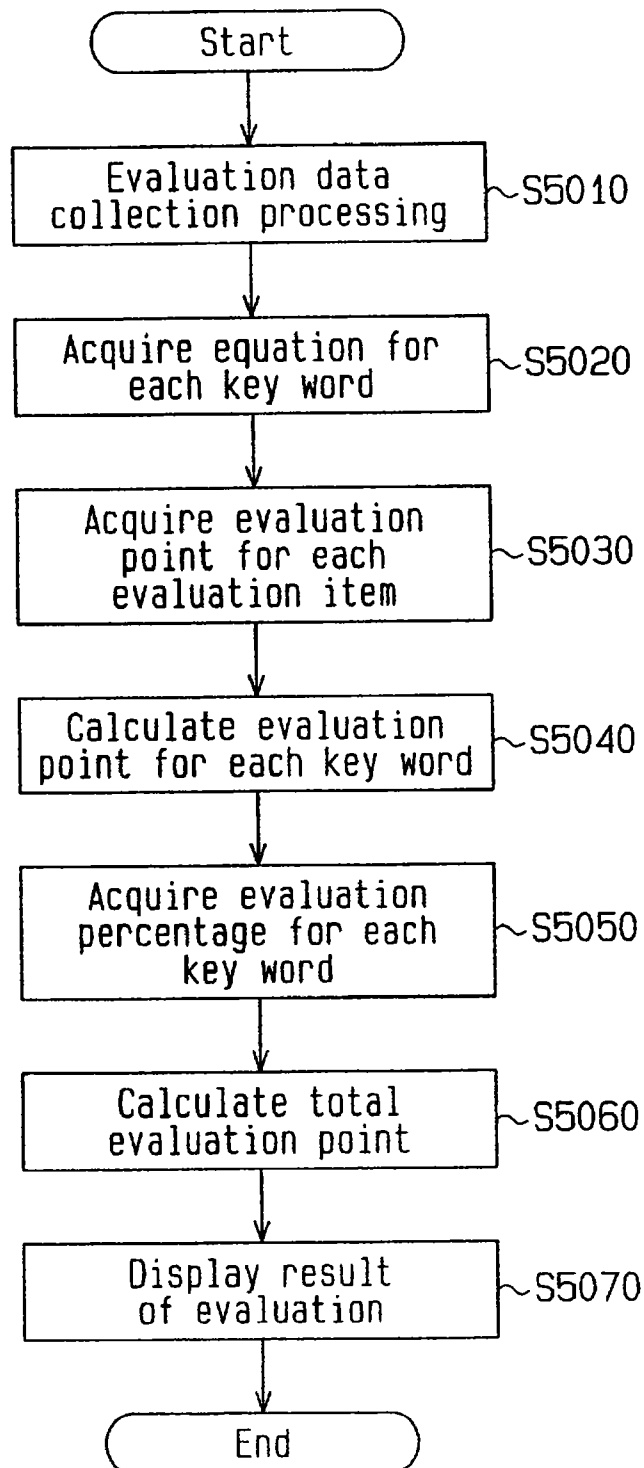 Start
Evaluation data
collection processing
S5010
Acquire equation for
each key word
S5020
Acquire evaluation
point for each
evaluation item
S5030
Calculate evaluation
point for each key word
S5040
Acquire evaluation
percentage for each
key word
S5050
Calculate total
evaluation point
S5060
Display result
of evaluation
S5070
End